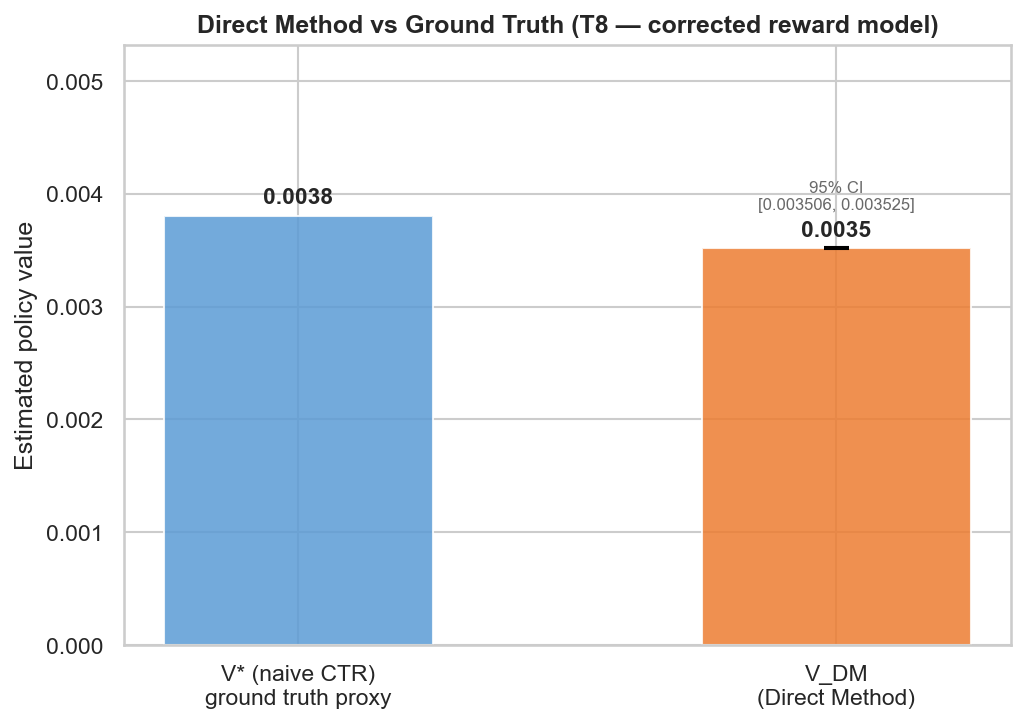 Direct Method vs Ground Truth (T8 — corrected reward model)
Estimated policy value
0.005
0.004
0.003
0.002
0.001
0.000
0.0038
95% CI
[0.003506, 0.003525]
0.0035
V* (naive CTR)
ground truth proxy
V_DM
(Direct Method)